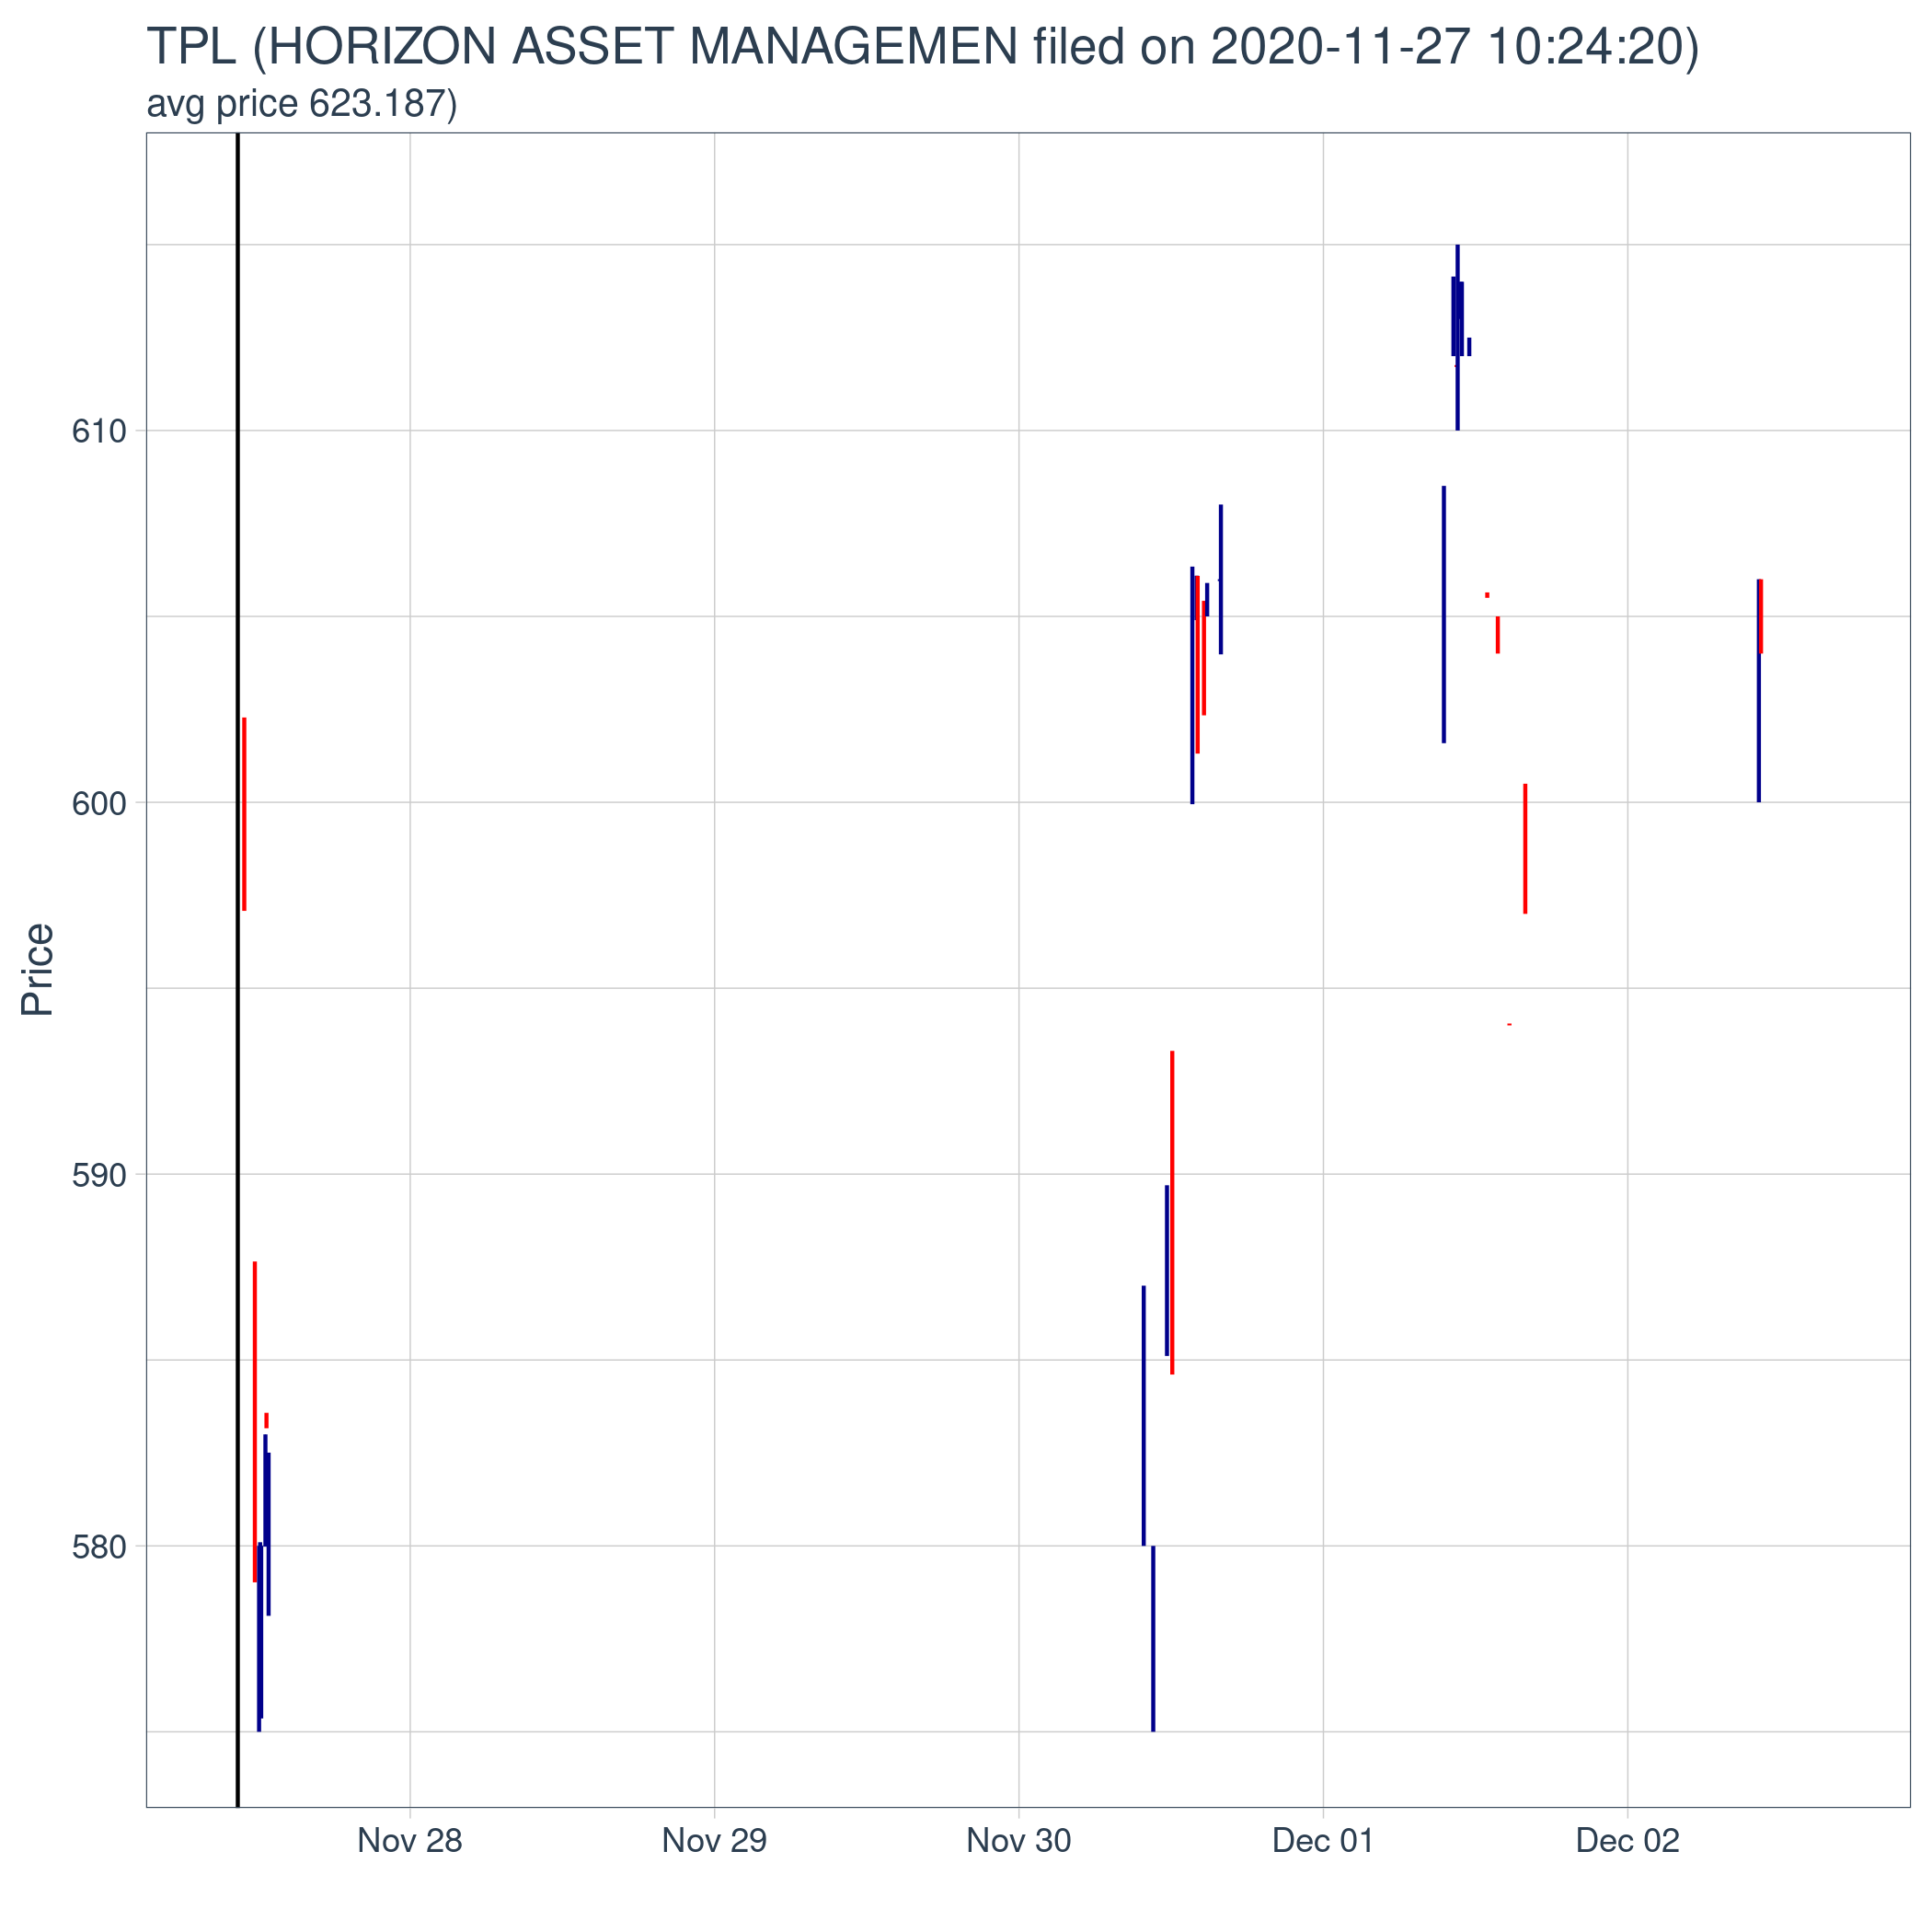 TPL (HORIZON ASSET MANAGEMEN filed on 2020-11-27 10:24:20)
avg price 623.187)
610
600
590
580
Price
Nov 28
Nov 29
Nov 30
Dec 01
Dec 02